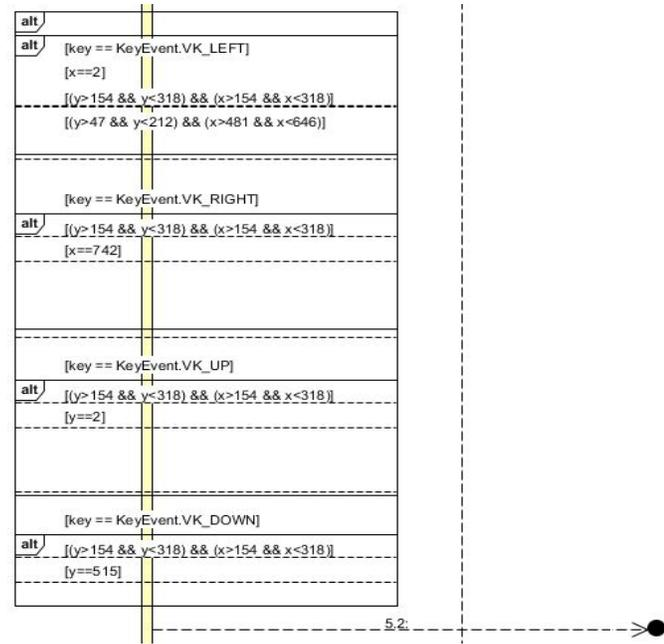 alt
alt [key == KeyEvent.VK_LEFT]
[x==2]
[(y>154 && y<318) && (x>154 && x<318)]
[(y>47 && y<212) && (x>481 && x<646)]
[key == KeyEvent.VK_RIGHT]
alt [(y>154 && y<318) && (x>154 && x<318)]
[x==742]
[key == KeyEvent.VK_UP]
alt [(y>154 && y<318) && (x>154 && x<318)]
[y==2]
[key == KeyEvent.VK_DOWN]
alt [(y>154 && y<318) && (x>154 && x<318)]
[y==515]
5.2: